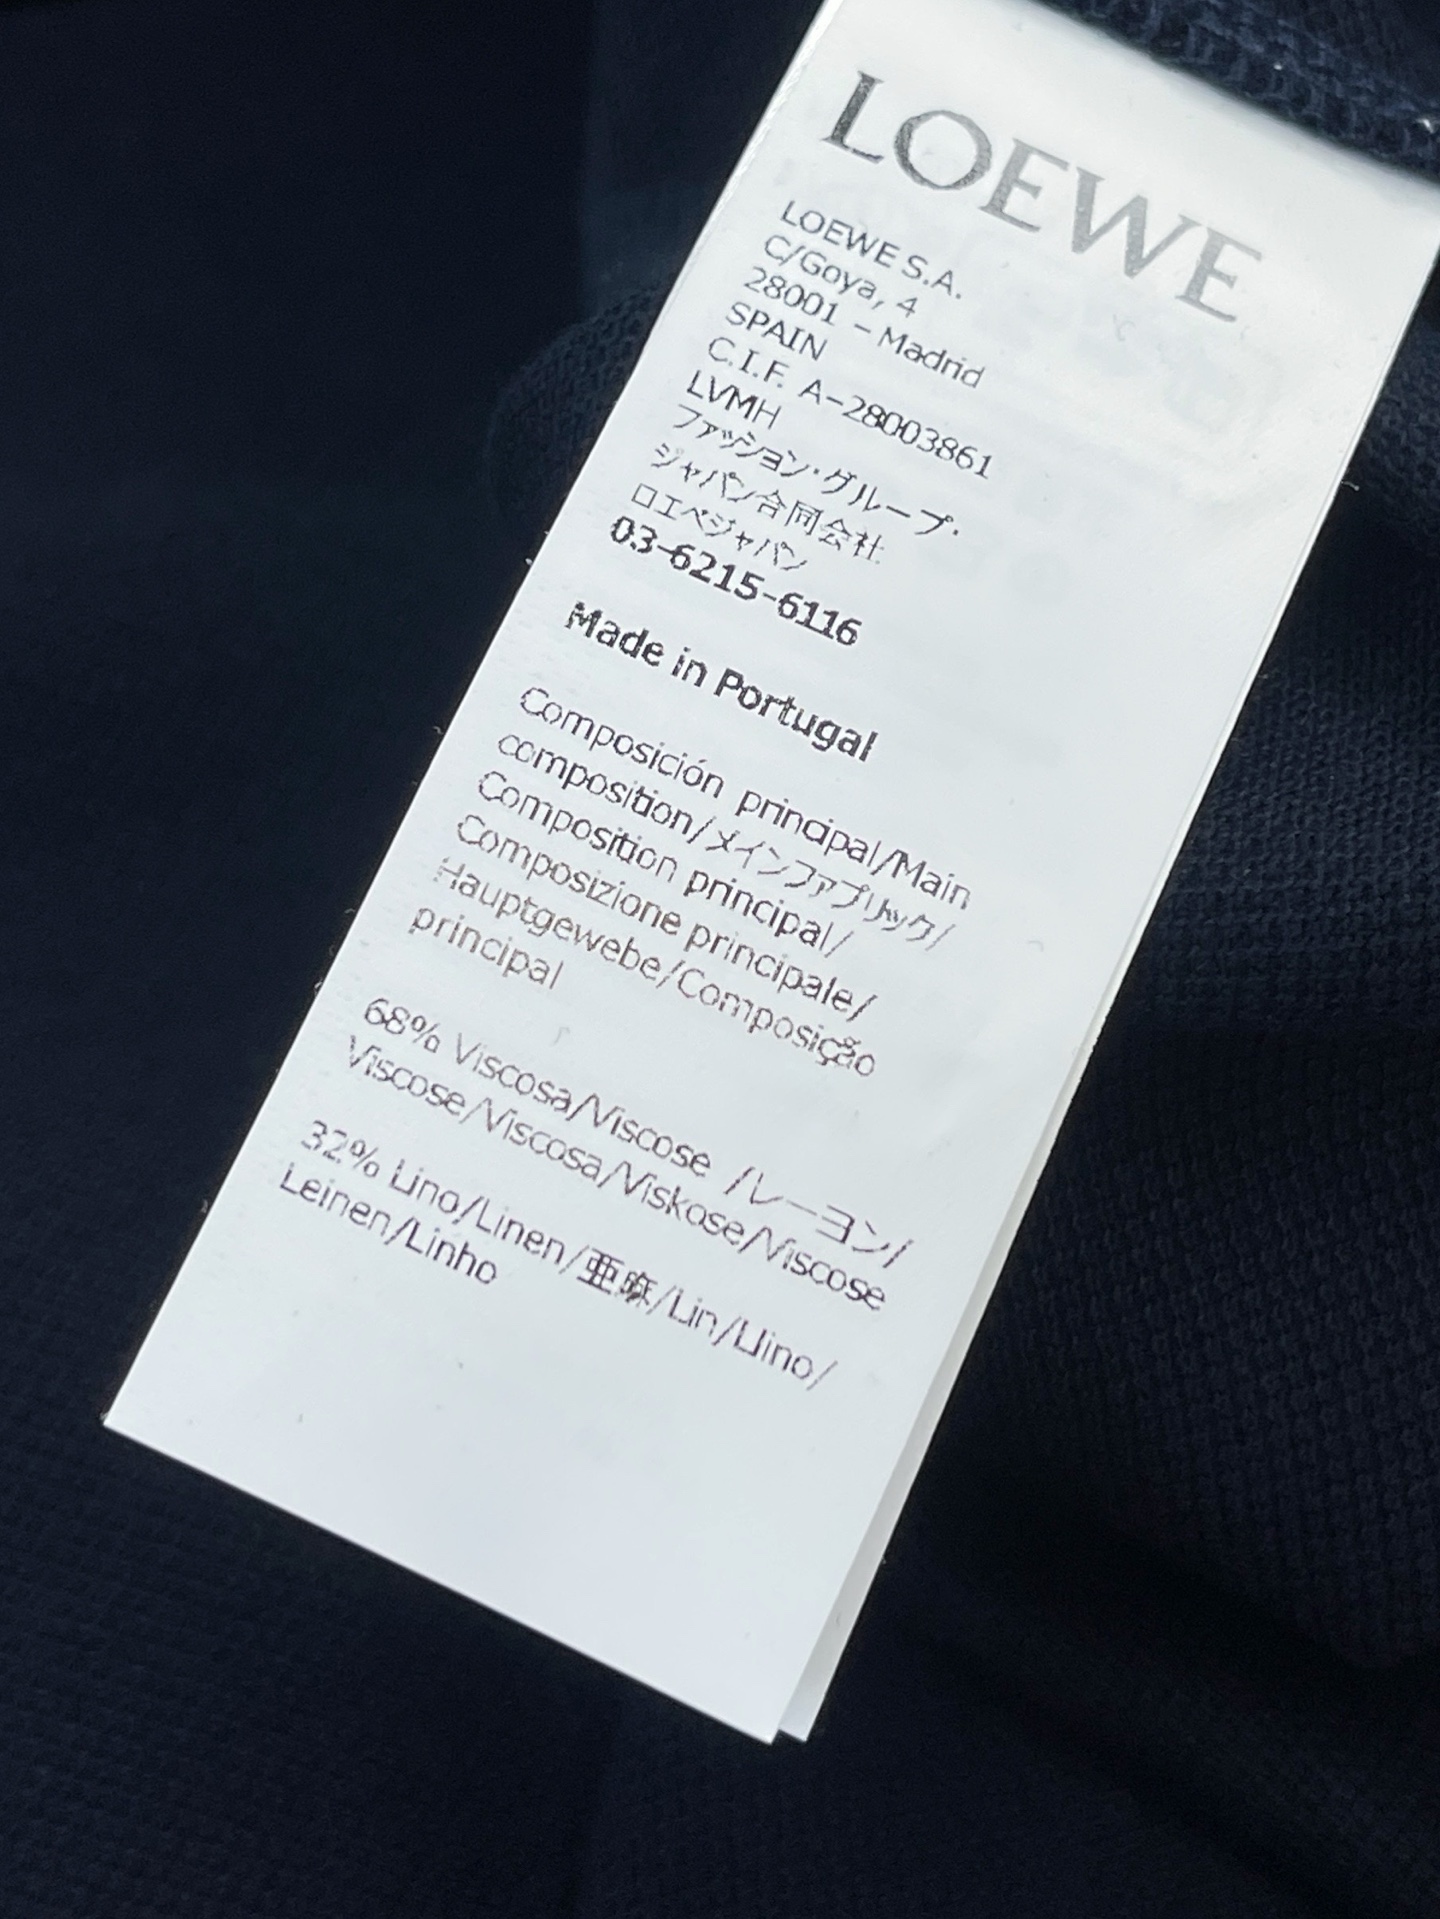 LOEWE
LOEWE S.A.
C/Goya, 4
28001 - Madrid
SPAIN
C.I.F. A-28003861
LVMH
ファッション・グループ・
ジャパン合同会社
ロエベジャパン
03-6215-6116
Made in Portugal
Composición principal/Main
composition/メインファブリック/
Composition principal/
Composizione principale/
Hauptgewebe/Composição
principal
68% Viscosa/Viscose /レーヨン/
Viscose/Viscosa/Viskose/Viscose
32% Lino/Linen/亜麻/Lin/Llino/
Leinen/Linho